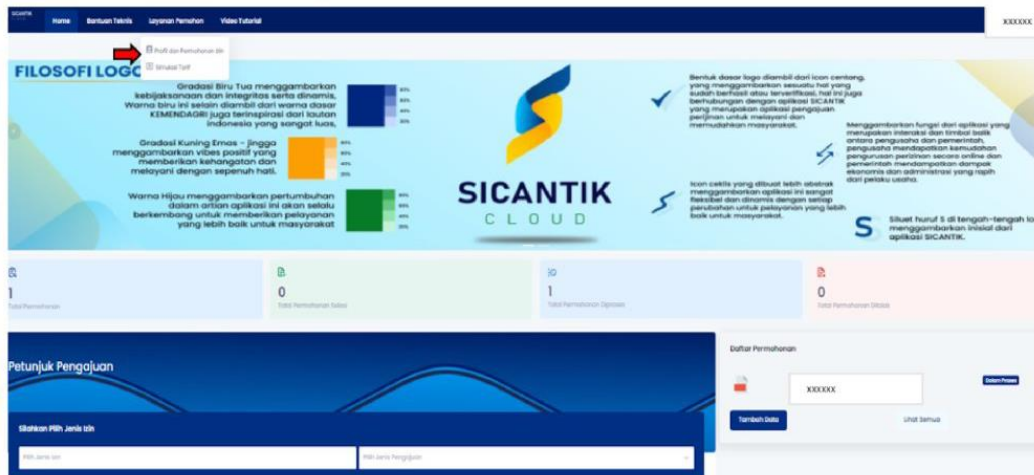 SICANTIK
CLOUD
Home
Bantuan Teknis
Layanan Pemohon
Video Tutorial
xxxxxx
Profil dan Permohonan Izin
Simulasi Tarif
FILOSOFI LOGO
Gradasi Biru Tua menggambarkan
kebijaksanaan dan integritas serta dinamis,
Warna biru ini selain diambil dari warna dasar
KEMENDAGRI juga terinspirasi dari lautan
indonesia yang sangat luas.
Gradasi Kuning Emas - jingga
menggambarkan vibes positif yang
memberikan kehangatan dan
melayani dengan sepenuh hati.
Warna Hijau menggambarkan pertumbuhan
dalam artian aplikasi ini akan selalu
berkembang untuk memberikan pelayanan
yang lebih baik untuk masyarakat
SICANTIK
CLOUD
Bentuk dasar logo diambil dari icon centang,
yang menggambarkan sesuatu hal yang
sudah berhasil atau terverifikasi, hal ini juga
berhubungan dengan aplikasi SICANTIK
yang merupakan aplikasi pengajuan
perijinan untuk melayani dan
memudahkan masyarakat.
Menggambarkan fungsi dari aplikasi yang
merupakan interaksi dan timbal balik
antara pengusaha dan pemerintah,
pengusaha mendapatkan kemudahan
pengurusan perizinan secara online dan
pemerintah mendapatkan dampak
ekonomis dan administrasi yang rapih
dari pelaku usaha.
Icon ceklis yang dibuat lebih abstrak
menggambarkan aplikasi ini sangat
fleksibel dan dinamis dengan setiap
perubahan untuk pelayanan yang lebih
baik untuk masyarakat.
Siluet huruf S di tengah-tengah lo
menggambarkan inisial dari
aplikasi SICANTIK.
1
Total Permohonan
0
Total Permohonan Selesai
1
Total Permohonan Diproses
0
Total Permohonan Ditolak
Petunjuk Pengajuan
Silahkan Pilih Jenis Izin
Pilih Jenis Izin
Pilih Jenis Pengajuan
Daftar Permohonan
xxxxxx
Dalam Proses
Tambah Data
Lihat Semua